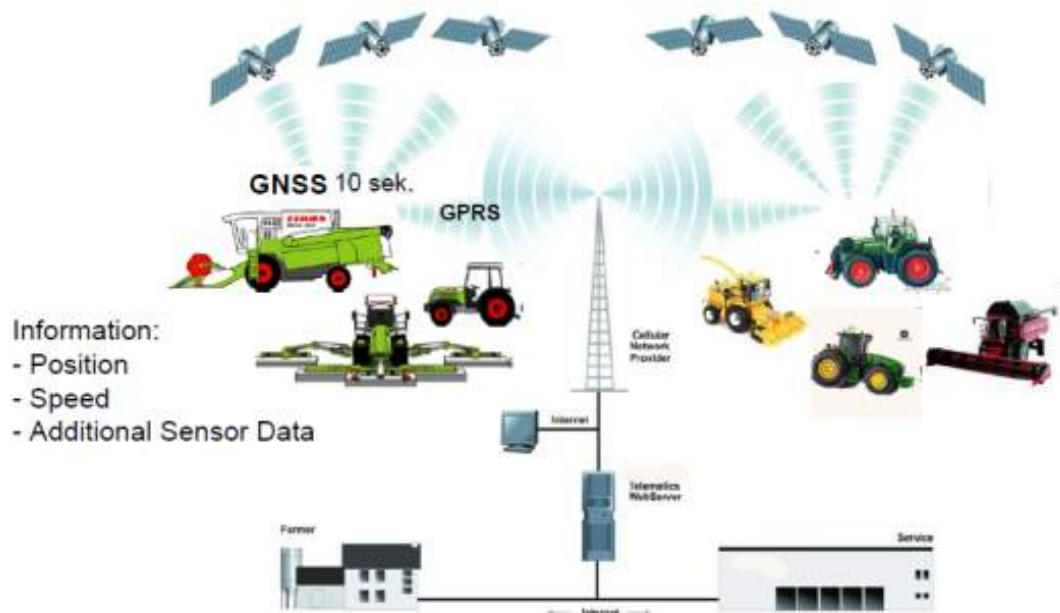 GNSS 10 sek.
GPRS
Information:
- Position
- Speed
- Additional Sensor Data
Cellular
Network
Provider
Internet
Telematics
WebServer
Farmer
Service
Internet